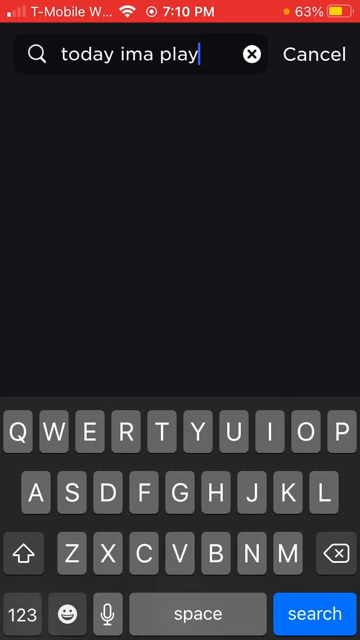 T-Mobile W... 7:10 PM 63%
today ima play Cancel
Q W E R T Y U I O P
A S D F G H J K L
Z X C V B N M
123 space search